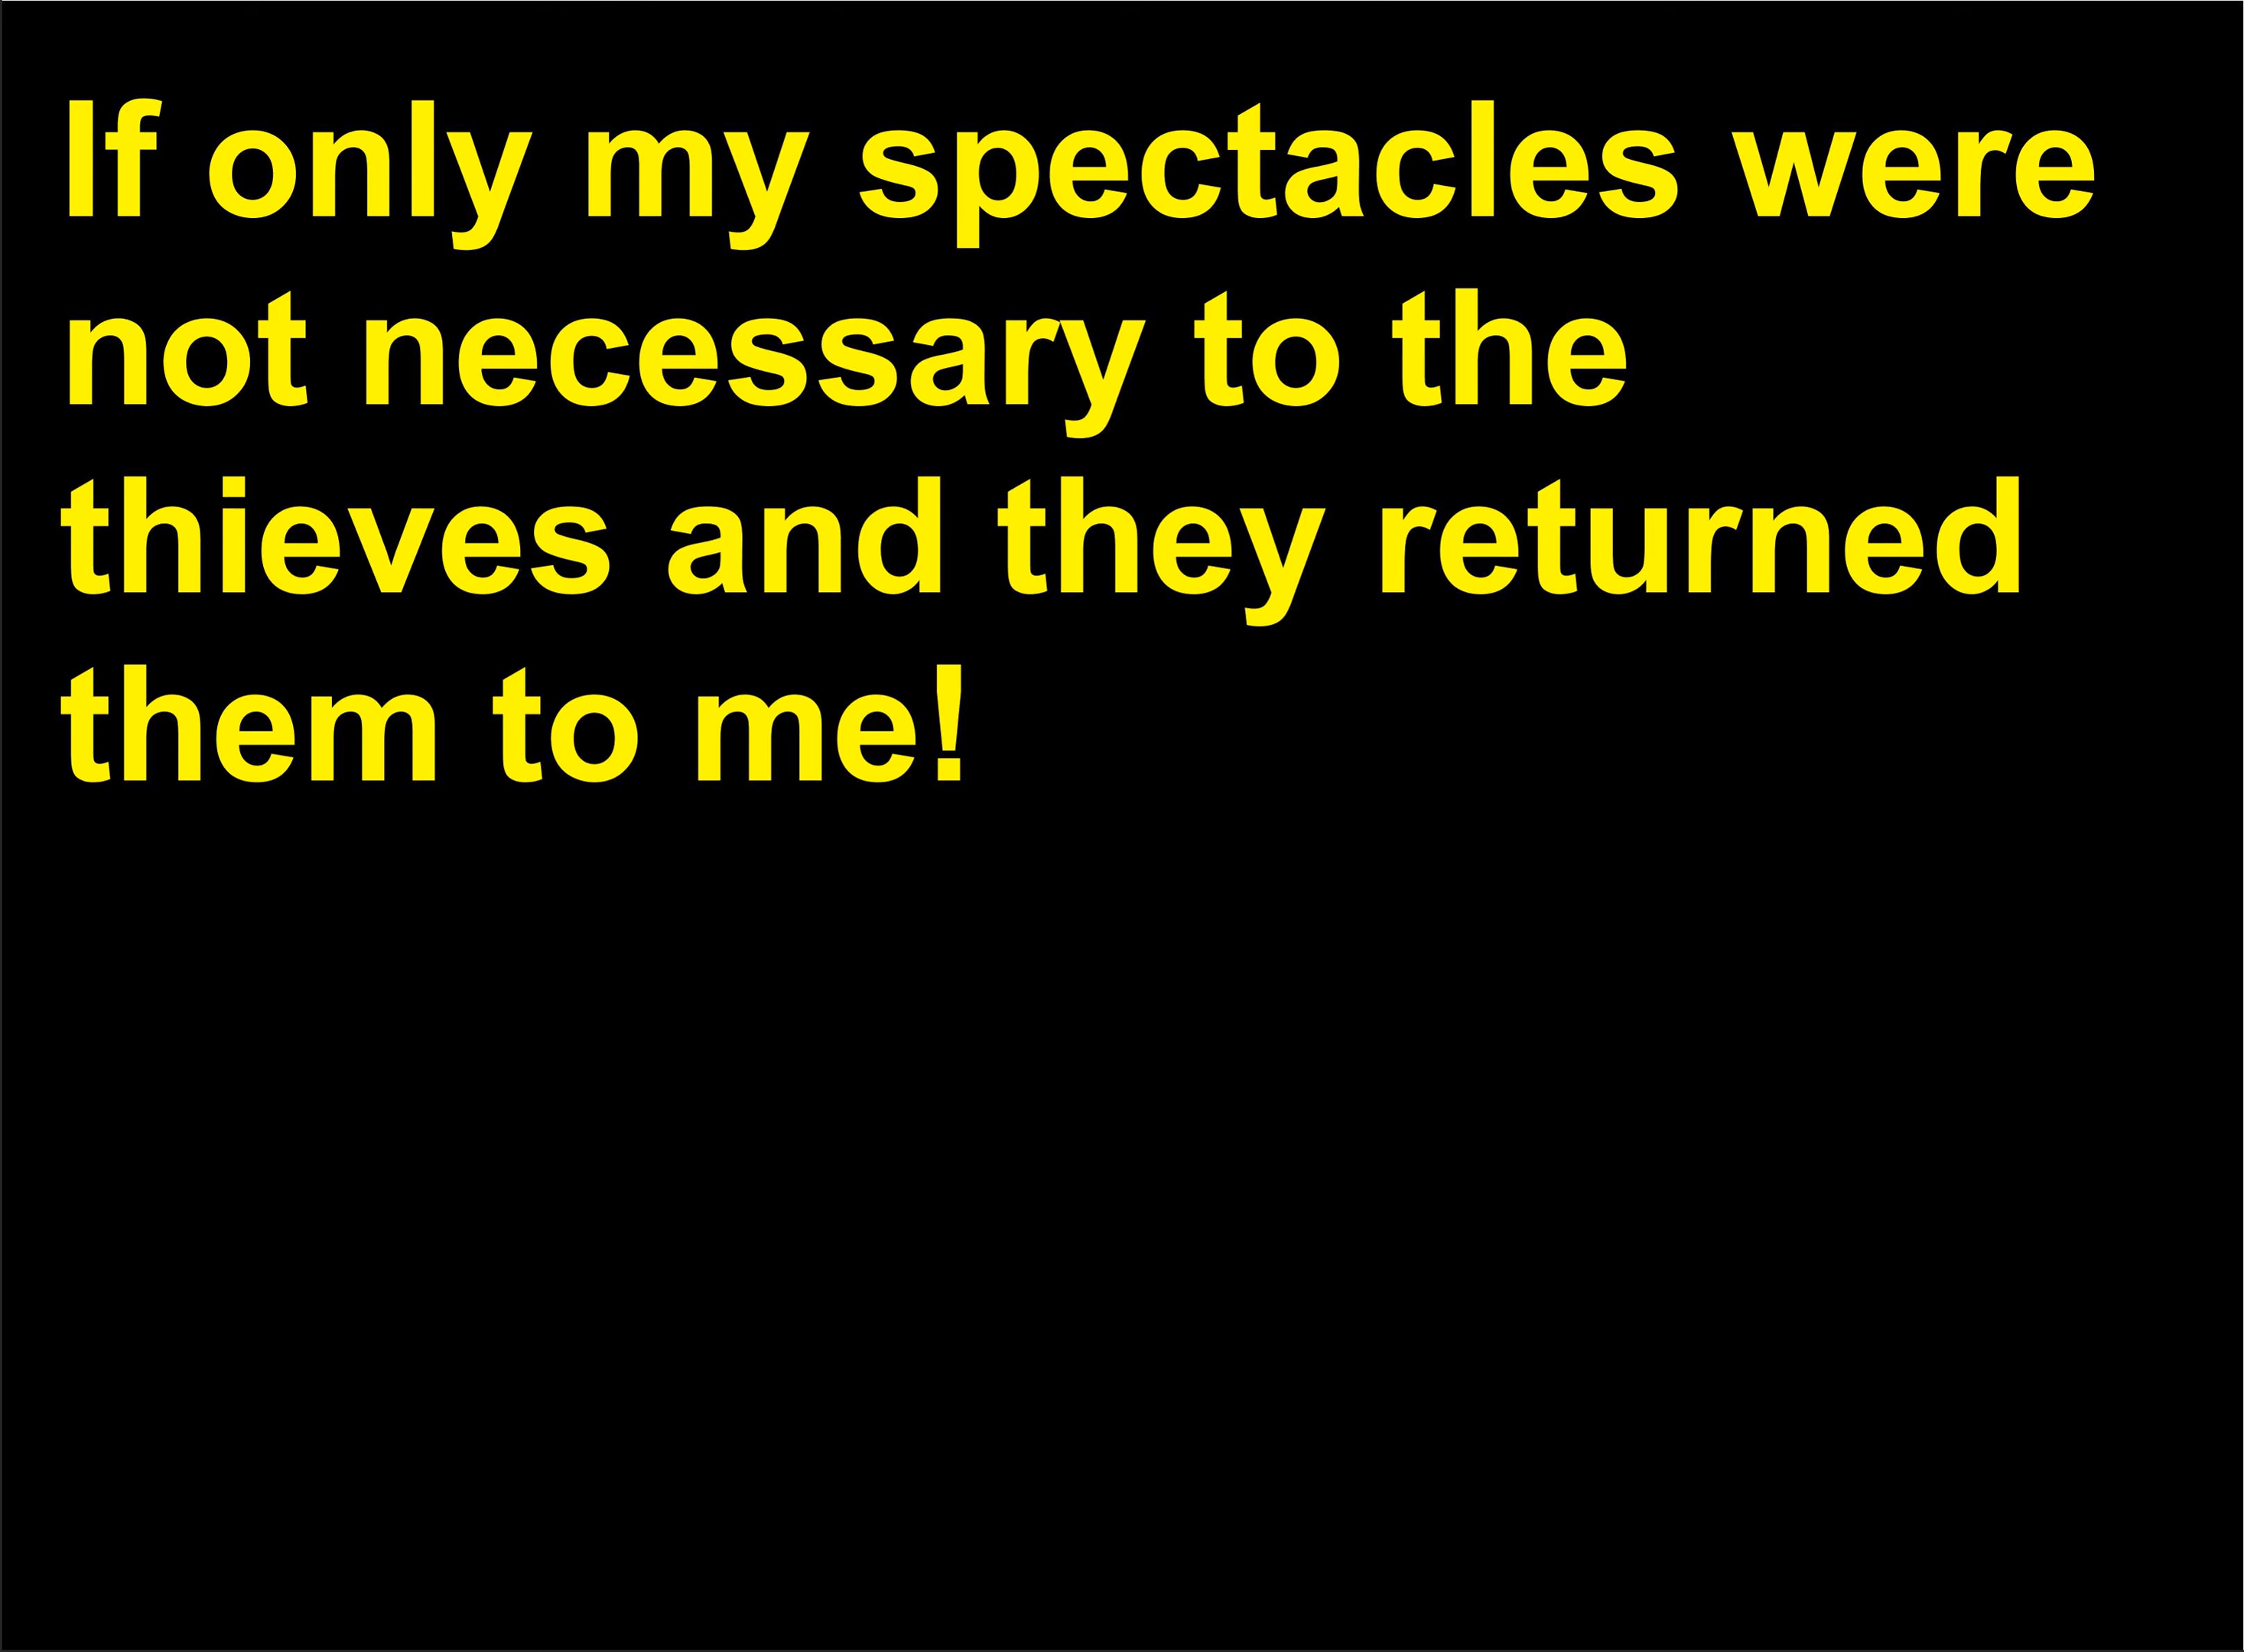 If only my spectacles were
not necessary to the
thieves and they returned
them to me!